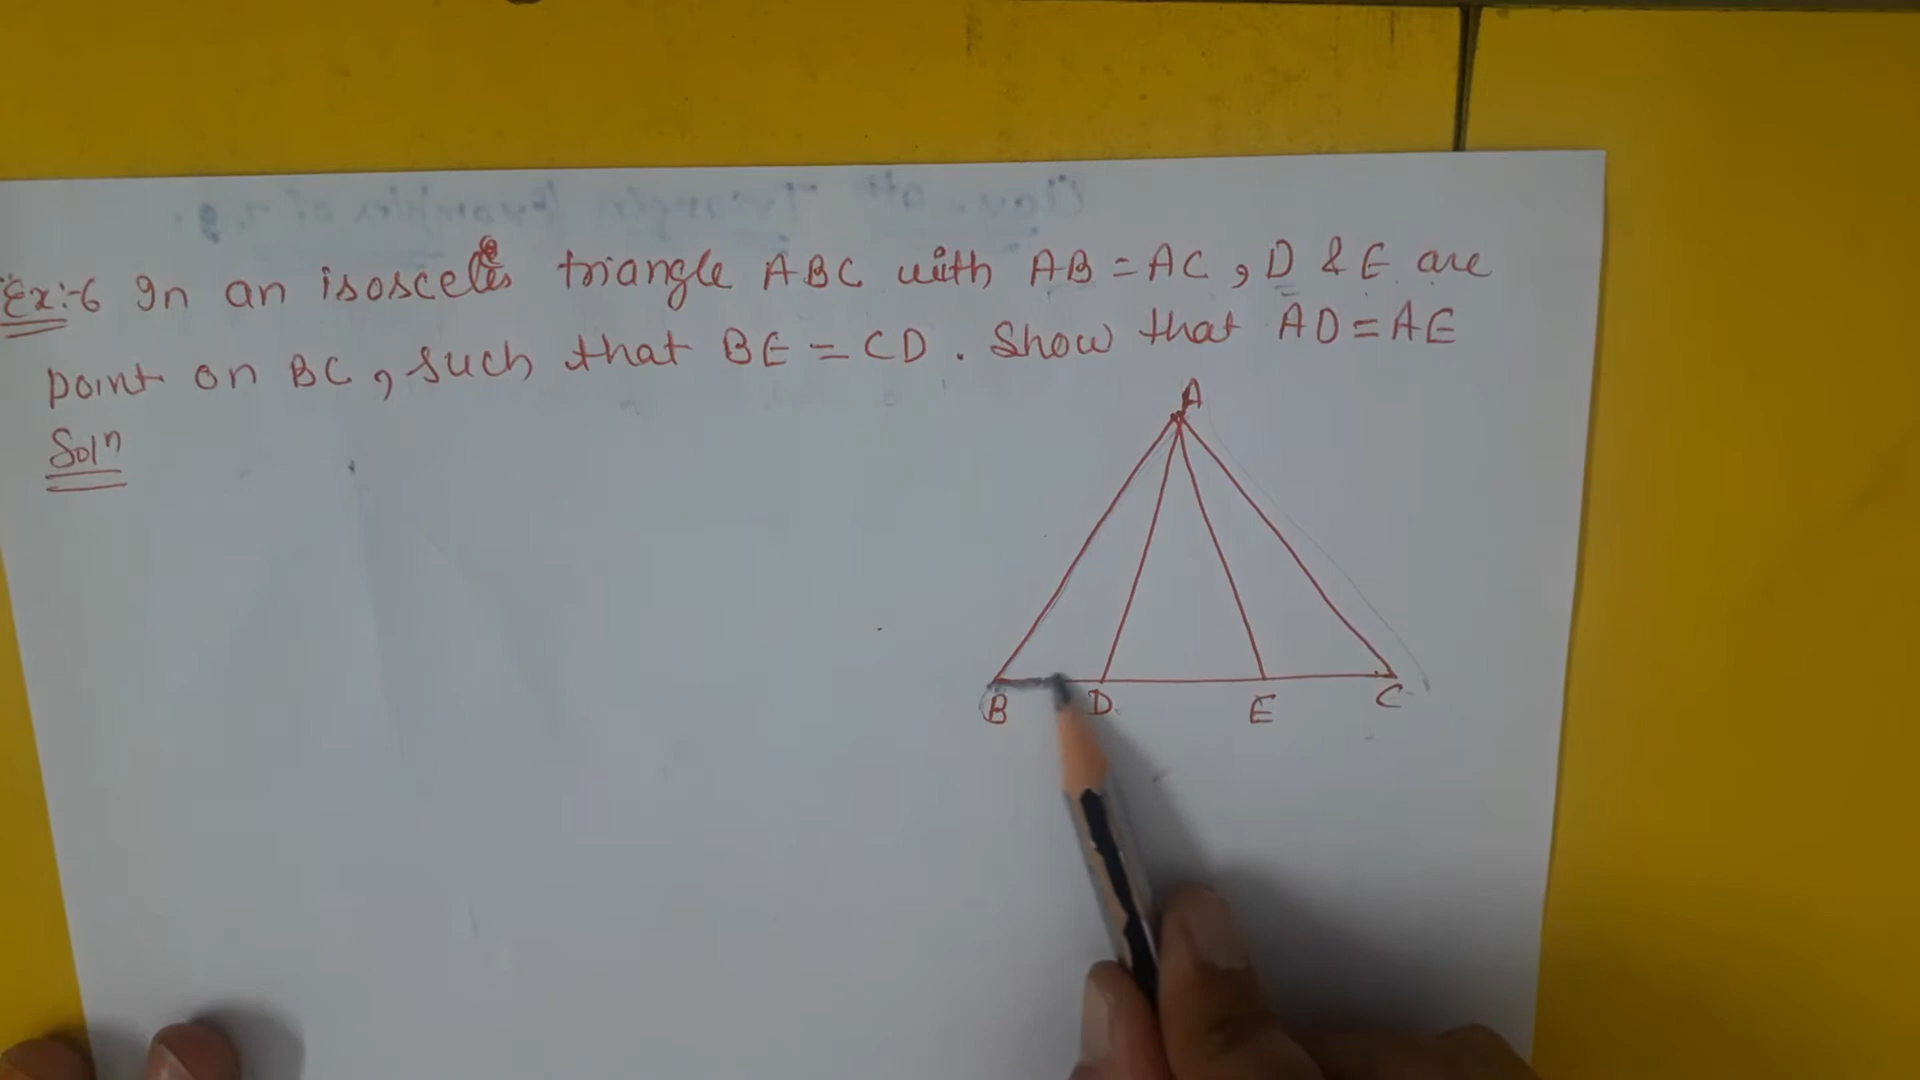 Ex:-6 In an isosceles triangle ABC with AB = AC, D & E are
point on BC, such that BE = CD. Show that AD = AE
Solⁿ
A
B D E C